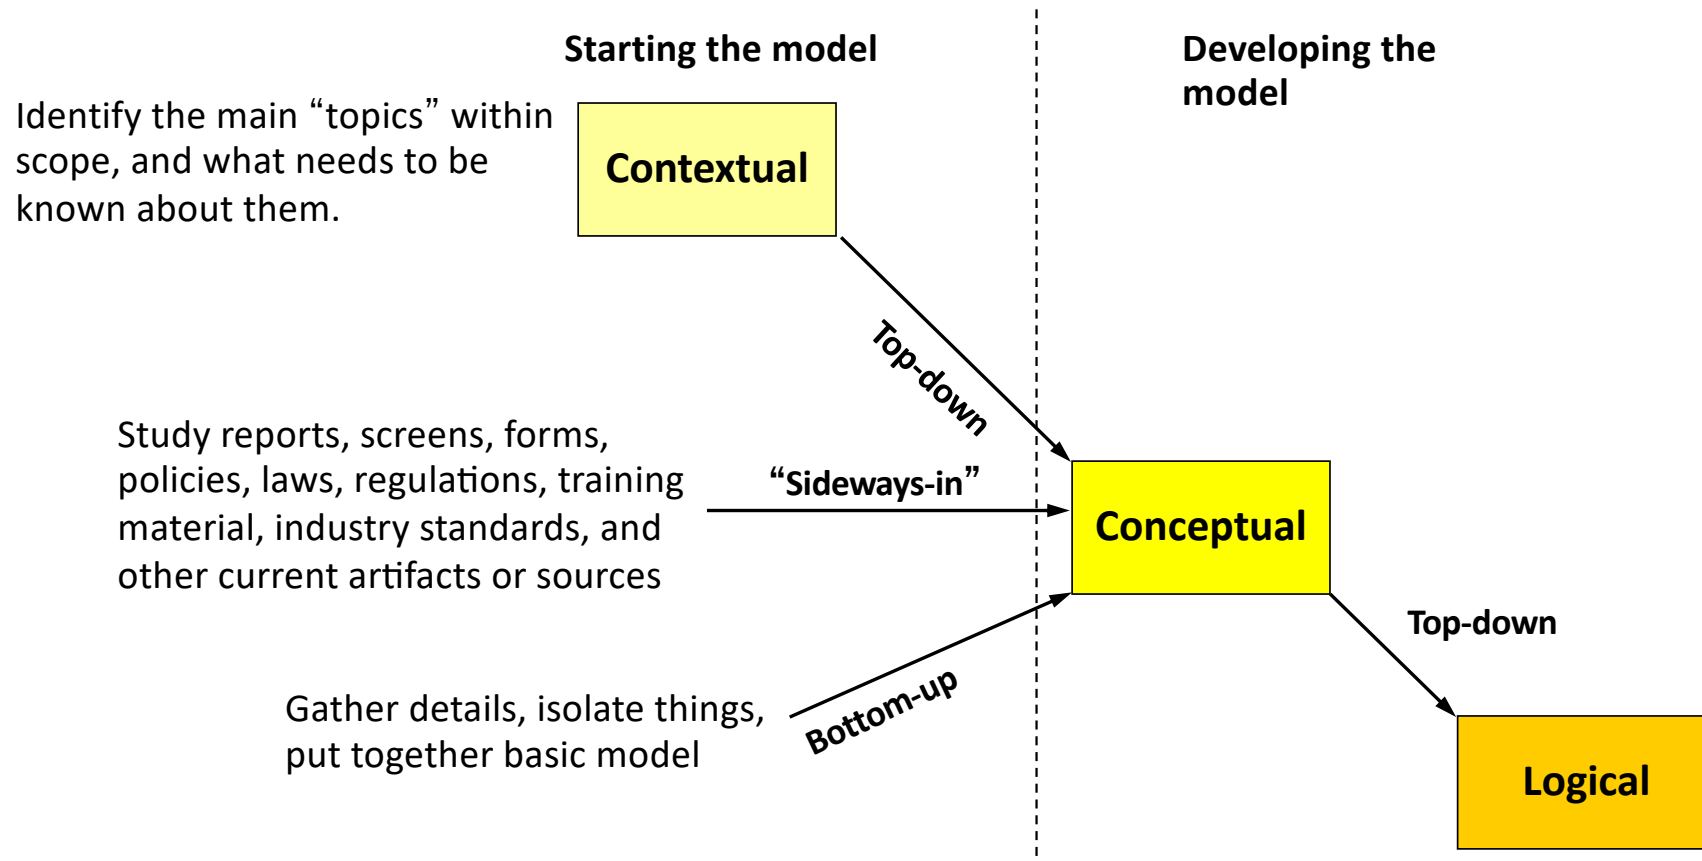 Starting the model
Developing the
model
Identify the main “topics” within
scope, and what needs to be
known about them.
Contextual
Top-down
Study reports, screens, forms,
policies, laws, regulations, training
material, industry standards, and
other current artifacts or sources
“Sideways-in”
Conceptual
Top-down
Gather details, isolate things,
put together basic model
Bottom-up
Logical